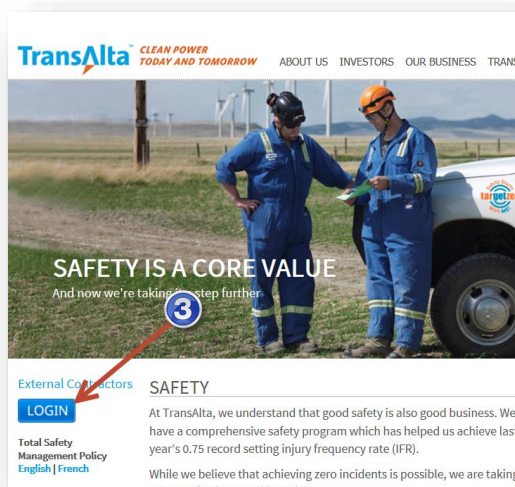 TransAlta
CLEAN POWER
TODAY AND TOMORROW
ABOUT US INVESTORS OUR BUSINESS
targetzero
SAFETY IS A CORE VALUE
And now we're taking step further
3
External Contractors
LOGIN
Total Safety
Management Policy
English | French
SAFETY
At TransAlta, we understand that good safety is also good business. We
have a comprehensive safety program which has helped us achieve las
year's 0.75 record setting injury frequency rate (IFR).
While we believe that achieving zero incidents is possible, we are taking